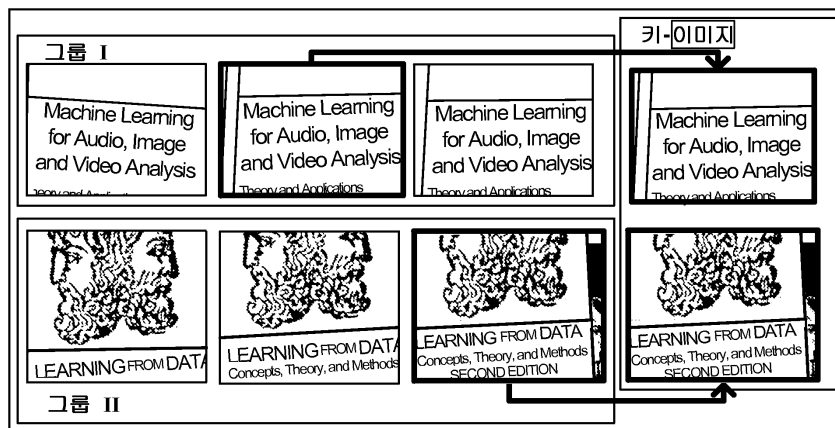 그룹 I
키-이미지
Machine Learning
for Audio, Image
and Video Analysis
Machine Learning
for Audio, Image
and Video Analysis
Theory and Applications
Machine Learning
for Audio, Image
and Video Analysis
Theory and Applications
Machine Learning
for Audio, Image
and Video Analysis
Theory and Applications
LEARNING FROM DATA
LEARNING FROM DATA
Concepts, Theory, and Methods
LEARNING FROM DATA
Concepts, Theory, and Methods
SECOND EDITION
LEARNING FROM DATA
Concepts, Theory, and Methods
SECOND EDITION
그룹 II